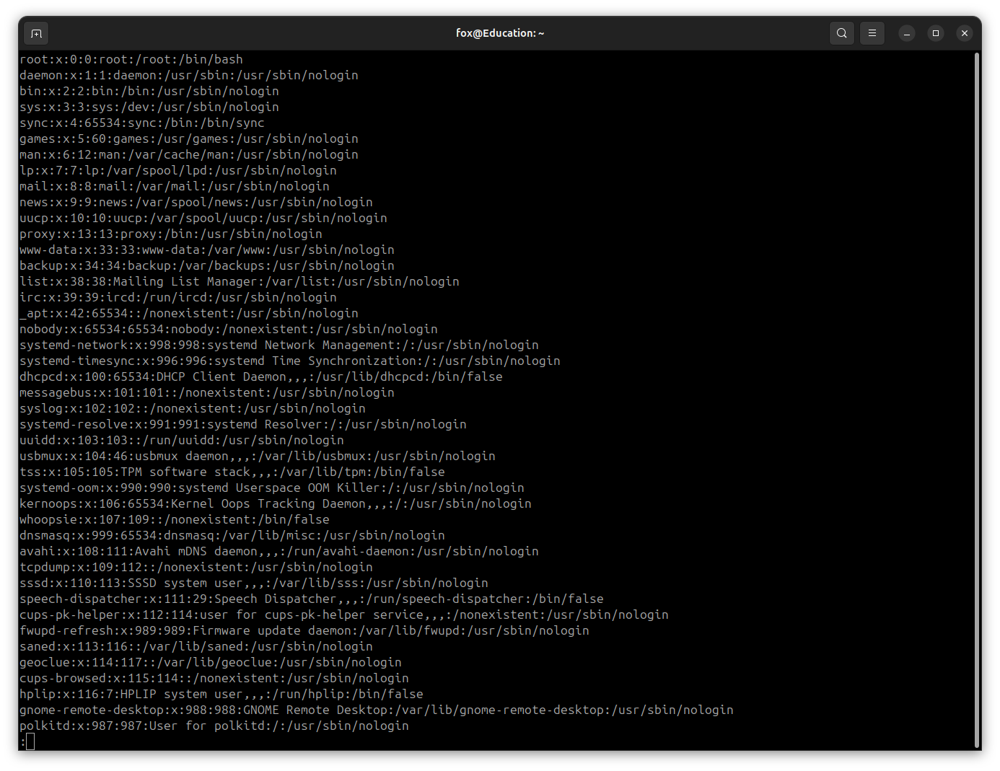 fox@Education: ~
root:x:0:0:root:/root:/bin/bash
daemon:x:1:1:daemon:/usr/sbin:/usr/sbin/nologin
bin:x:2:2:bin:/bin:/usr/sbin/nologin
sys:x:3:3:sys:/dev:/usr/sbin/nologin
sync:x:4:65534:sync:/bin:/bin/sync
games:x:5:60:games:/usr/games:/usr/sbin/nologin
man:x:6:12:man:/var/cache/man:/usr/sbin/nologin
lp:x:7:7:lp:/var/spool/lpd:/usr/sbin/nologin
mail:x:8:8:mail:/var/mail:/usr/sbin/nologin
news:x:9:9:news:/var/spool/news:/usr/sbin/nologin
uucp:x:10:10:uucp:/var/spool/uucp:/usr/sbin/nologin
proxy:x:13:13:proxy:/bin:/usr/sbin/nologin
www-data:x:33:33:www-data:/var/www:/usr/sbin/nologin
backup:x:34:34:backup:/var/backups:/usr/sbin/nologin
list:x:38:38:Mailing List Manager:/var/list:/usr/sbin/nologin
irc:x:39:39:ircd:/run/ircd:/usr/sbin/nologin
_apt:x:42:65534::/nonexistent:/usr/sbin/nologin
nobody:x:65534:65534:nobody:/nonexistent:/usr/sbin/nologin
systemd-network:x:998:998:systemd Network Management:/:/usr/sbin/nologin
systemd-timesync:x:996:996:systemd Time Synchronization:/:/usr/sbin/nologin
dhcpcd:x:100:65534:DHCP Client Daemon,,,:/usr/lib/dhcpcd:/bin/false
messagebus:x:101:101::/nonexistent:/usr/sbin/nologin
syslog:x:102:102::/nonexistent:/usr/sbin/nologin
systemd-resolve:x:991:991:systemd Resolver:/:/usr/sbin/nologin
uuidd:x:103:103::/run/uuidd:/usr/sbin/nologin
usbmux:x:104:46:usbmux daemon,,,:/var/lib/usbmux:/usr/sbin/nologin
tss:x:105:105:TPM software stack,,,:/var/lib/tpm:/bin/false
systemd-oom:x:990:990:systemd Userspace OOM Killer:/:/usr/sbin/nologin
kernoops:x:106:65534:Kernel Oops Tracking Daemon,,,:/:/usr/sbin/nologin
whoopsie:x:107:109::/nonexistent:/bin/false
dnsmasq:x:999:65534:dnsmasq:/var/lib/misc:/usr/sbin/nologin
avahi:x:108:111:Avahi mDNS daemon,,,:/run/avahi-daemon:/usr/sbin/nologin
tcpdump:x:109:112::/nonexistent:/usr/sbin/nologin
sssd:x:110:113:SSSD system user,,,:/var/lib/sss:/usr/sbin/nologin
speech-dispatcher:x:111:29:Speech Dispatcher,,,:/run/speech-dispatcher:/bin/false
cups-pk-helper:x:112:114:user for cups-pk-helper service,,,:/nonexistent:/usr/sbin/nologin
fwupd-refresh:x:989:989:Firmware update daemon:/var/lib/fwupd:/usr/sbin/nologin
saned:x:113:116::/var/lib/saned:/usr/sbin/nologin
geoclue:x:114:117::/var/lib/geoclue:/usr/sbin/nologin
cups-browsed:x:115:114::/nonexistent:/usr/sbin/nologin
hplip:x:116:7:HPLIP system user,,,:/run/hplip:/bin/false
gnome-remote-desktop:x:988:988:GNOME Remote Desktop:/var/lib/gnome-remote-desktop:/usr/sbin/nologin
polkitd:x:987:987:User for polkitd:/:/usr/sbin/nologin
: